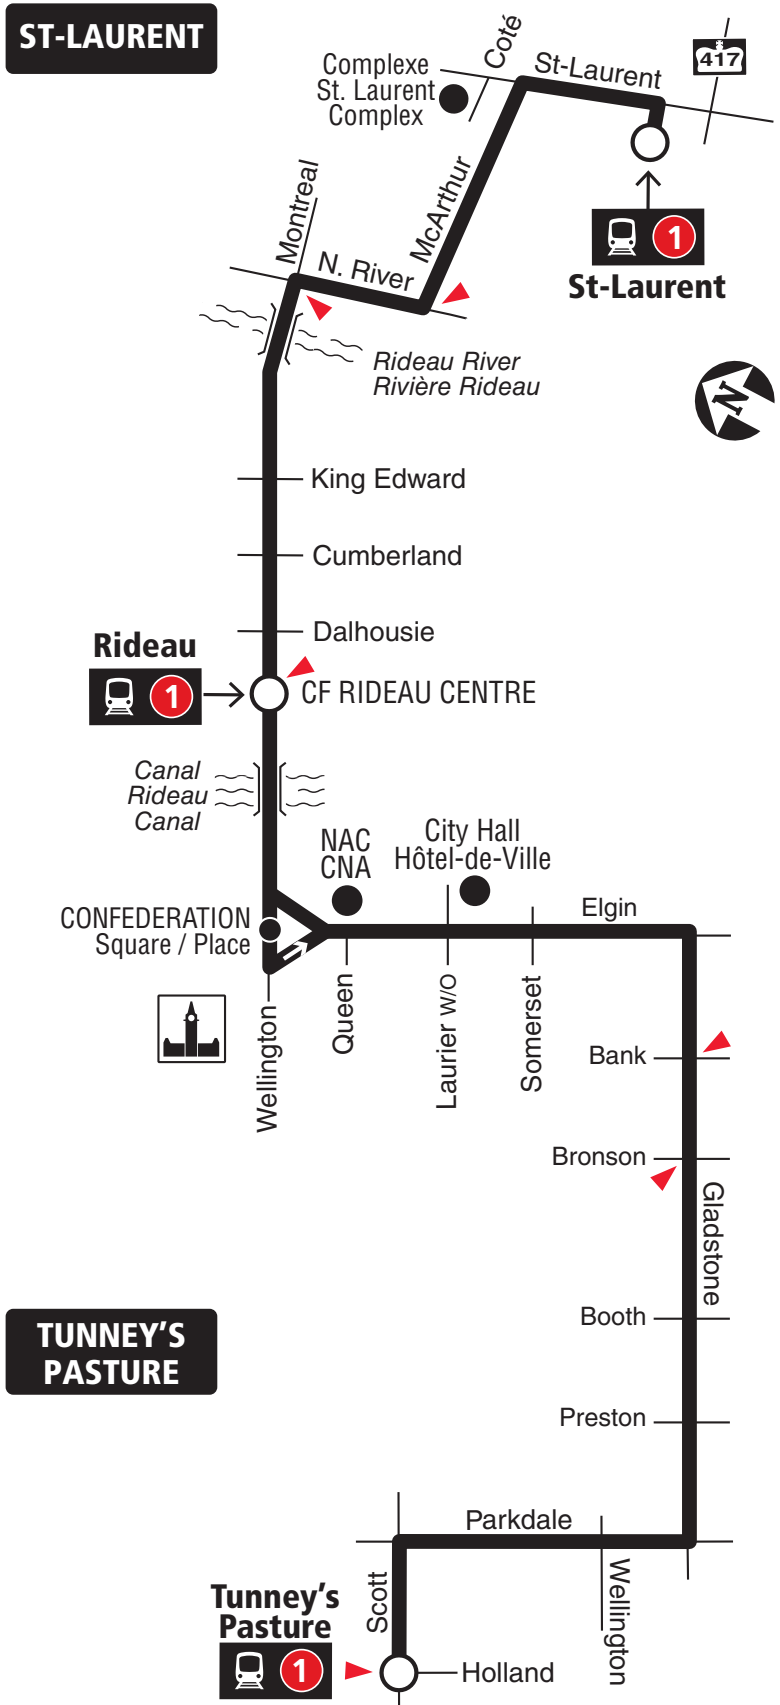 ST-LAURENT
Coté
St-Laurent
417
Complexe
St. Laurent
Complex
McArthur
1
St-Laurent
Montreal
N. River
Rideau River
Rivière Rideau
N
King Edward
Cumberland
Dalhousie
Rideau
1
CF RIDEAU CENTRE
Canal
Rideau
Canal
NAC
CNA
City Hall
Hôtel-de-Ville
CONFEDERATION
Square / Place
Elgin
Wellington
Queen
Laurier W/O
Somerset
Bank
Bronson
Gladstone
Booth
TUNNEY'S
PASTURE
Preston
Parkdale
Scott
Wellington
Tunney's
Pasture
1
Holland